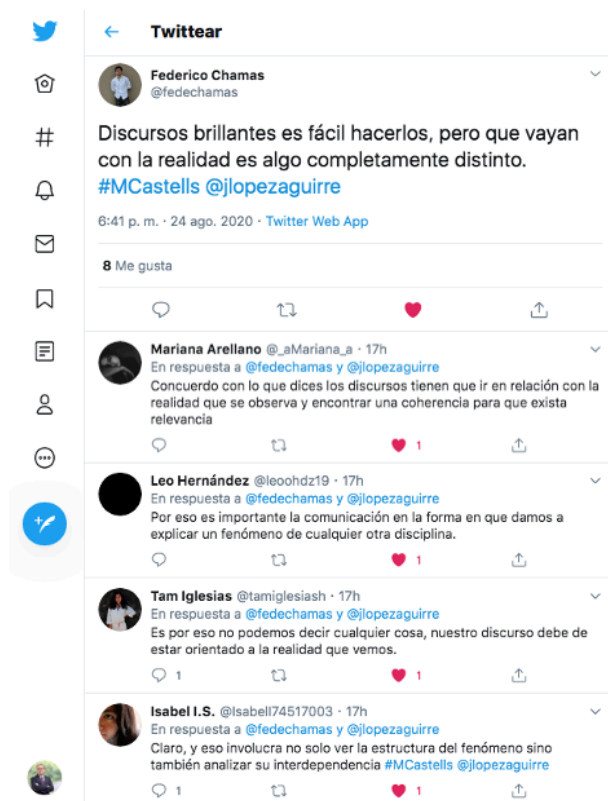 Twittear
Federico Chamas
@fedechamas
Discursos brillantes es fácil hacerlos, pero que vayan
con la realidad es algo completamente distinto.
#MCastells @jlopezaguirre
6:41 p. m. · 24 ago. 2020 · Twitter Web App
8 Me gusta
Mariana Arellano @_aMariana_a · 17h
En respuesta a @fedechamas y @jlopezaguirre
Concuerdo con lo que dices los discursos tienen que ir en relación con la
realidad que se observa y encontrar una coherencia para que exista
relevancia
1
Leo Hernández @leoohdz19 · 17h
En respuesta a @fedechamas y @jlopezaguirre
Por eso es importante la comunicación en la forma en que damos a
explicar un fenómeno de cualquier otra disciplina.
1
Tam Iglesias @tamiglesiash · 17h
En respuesta a @fedechamas y @jlopezaguirre
Es por eso no podemos decir cualquier cosa, nuestro discurso debe de
estar orientado a la realidad que vemos.
1 1
Isabel I.S. @Isabell74517003 · 17h
En respuesta a @fedechamas y @jlopezaguirre
Claro, y eso involucra no solo ver la estructura del fenómeno sino
también analizar su interdependencia #MCastells @jlopezaguirre
1 1